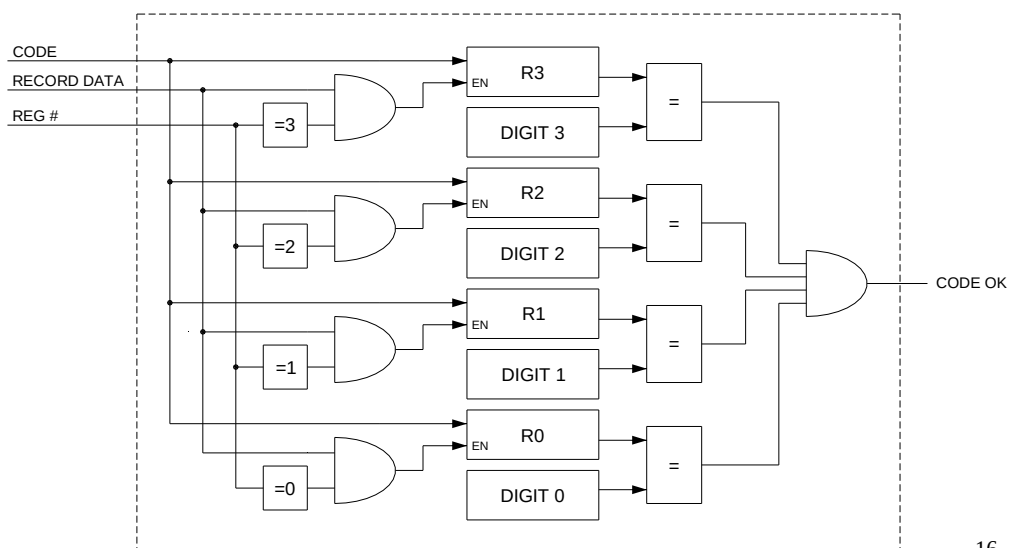 CODE
RECORD DATA
REG #
=3
EN
R3
DIGIT 3
=
=2
EN
R2
DIGIT 2
=
CODE OK
=1
EN
R1
DIGIT 1
=
=0
EN
R0
DIGIT 0
=
16